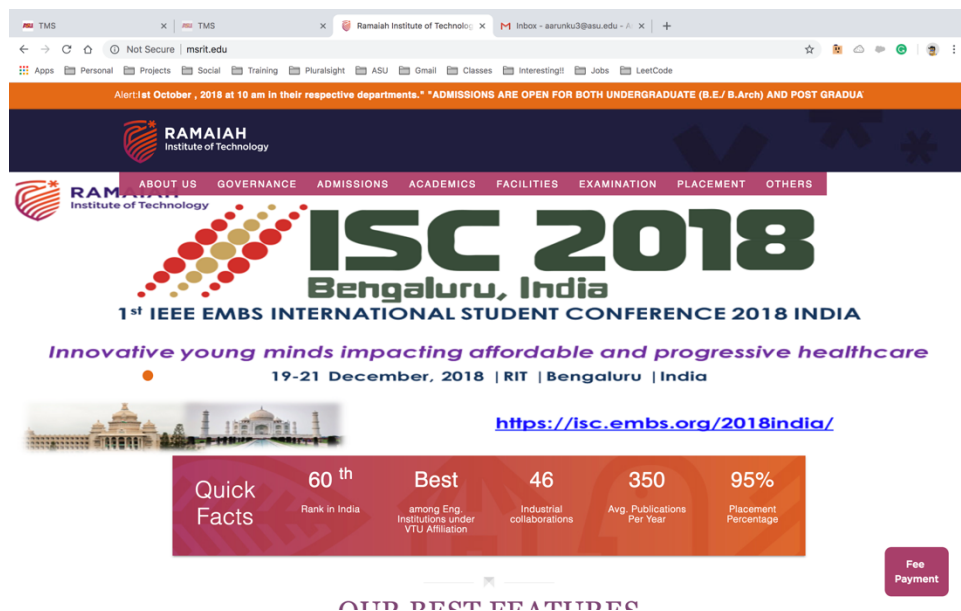 TMS
TMS
Ramaiah Institute of Technolog
Inbox - aarunku3@asu.edu - A
Not Secure | msrit.edu
Apps Personal Projects Social Training Pluralsight ASU Gmail Classes Interesting!! Jobs LeetCode
Alert:1st October , 2018 at 10 am in their respective departments." "ADMISSIONS ARE OPEN FOR BOTH UNDERGRADUATE (B.E./ B.Arch) AND POST GRADUA
RAMAIAH
Institute of Technology
ABOUT US GOVERNANCE ADMISSIONS ACADEMICS FACILITIES EXAMINATION PLACEMENT OTHERS
RAMAIAH
Institute of Technology
ISC 2018
Bengaluru, India
1st IEEE EMBS INTERNATIONAL STUDENT CONFERENCE 2018 INDIA
Innovative young minds impacting affordable and progressive healthcare
19-21 December, 2018 | RIT | Bengaluru | India
https://isc.embs.org/2018india/
Quick
Facts
60 th
Rank in India
Best
among Eng.
Institutions under
VTU Affiliation
46
Industrial
collaborations
350
Avg. Publications
Per Year
95%
Placement
Percentage
Fee
Payment
OUR BEST FEATURES